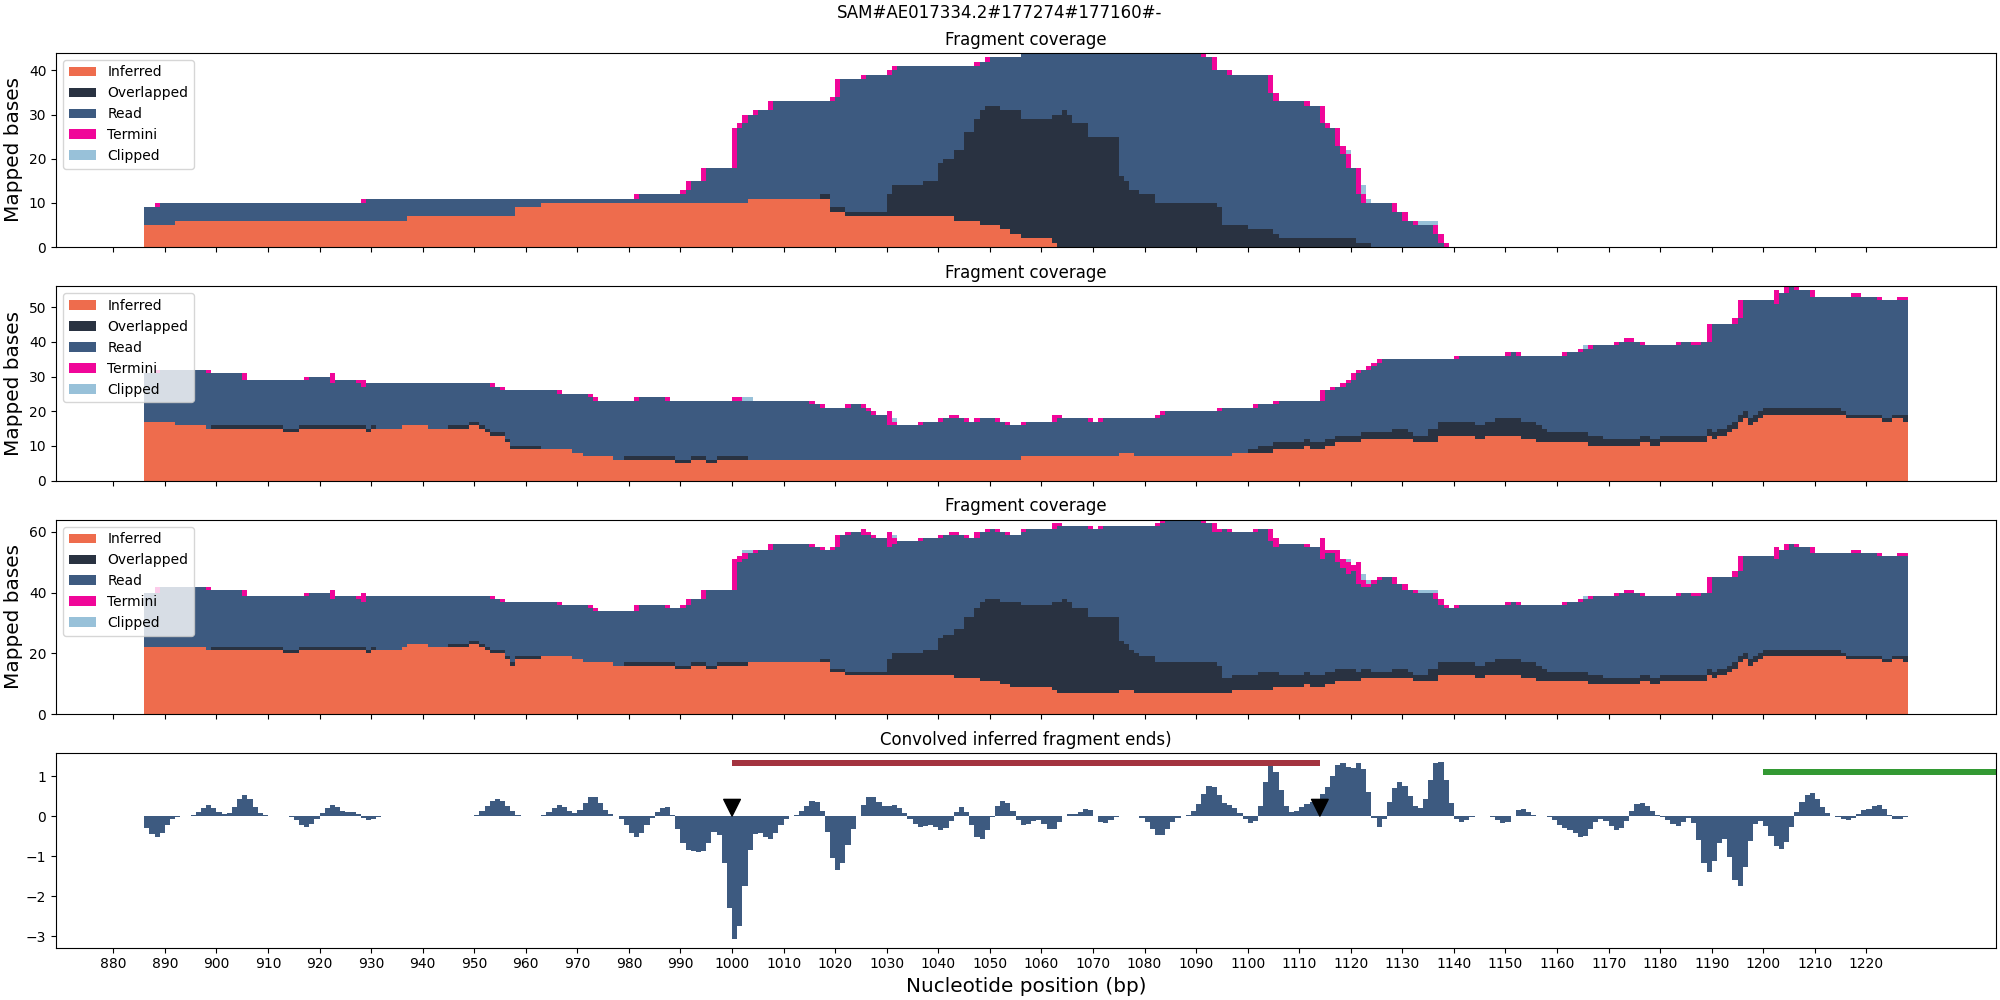 SAM#AE017334.2#177274#177160#-
Fragment coverage
Mapped bases
40
30
20
10
0
Inferred
Overlapped
Read
Termini
Clipped
Fragment coverage
Mapped bases
50
40
30
20
10
0
Inferred
Overlapped
Read
Termini
Clipped
Fragment coverage
Mapped bases
60
40
20
0
Inferred
Overlapped
Read
Termini
Clipped
Convolved inferred fragment ends)
1
0
−1
−2
−3
880 890 900 910 920 930 940 950 960 970 980 990 1000 1010 1020 1030 1040 1050 1060 1070 1080 1090 1100 1110 1120 1130 1140 1150 1160 1170 1180 1190 1200 1210 1220
Nucleotide position (bp)